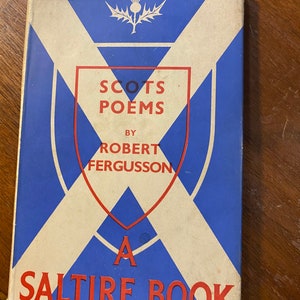 SCOTS
POEMS
BY
ROBERT
FERGUSSON
A
SALTIRE BOOK